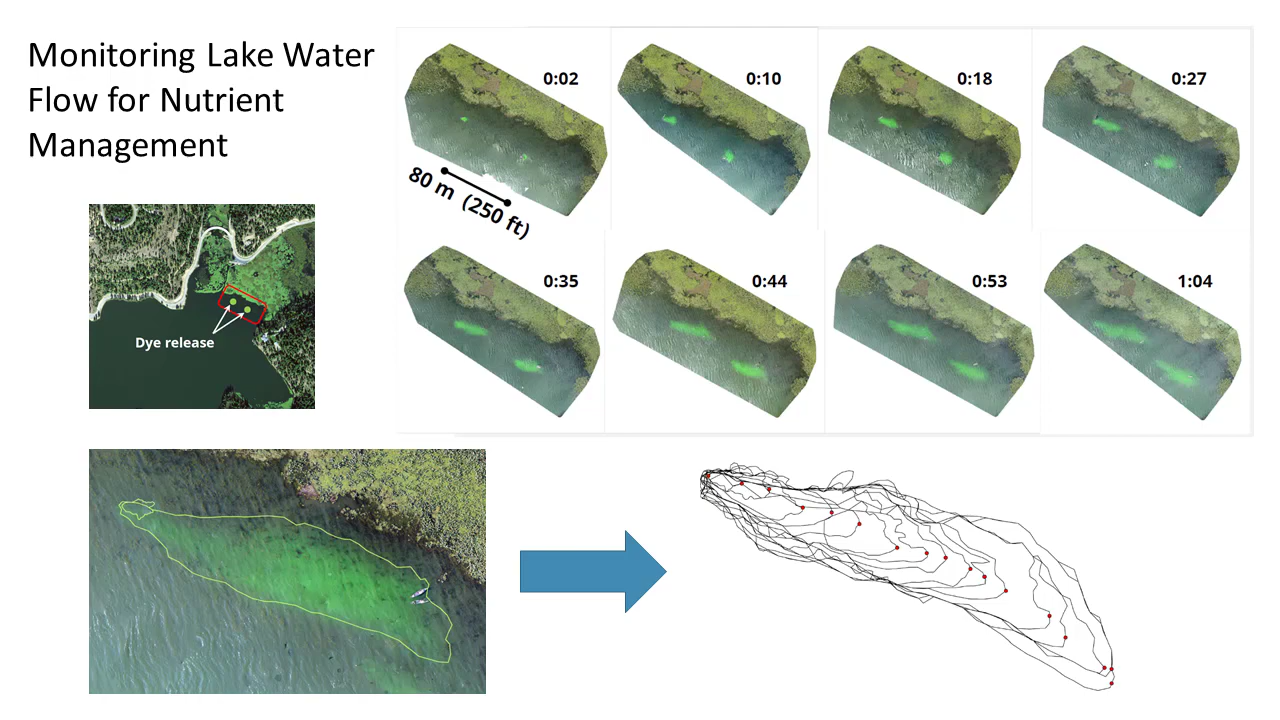 Monitoring Lake Water
Flow for Nutrient
Management
0:02
0:10
0:18
0:27
80 m (250 ft)
0:35
0:44
0:53
1:04
Dye release